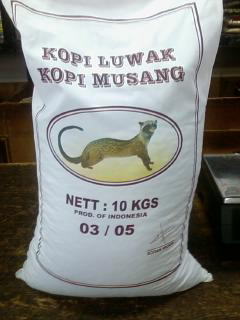 KOPI LUWAK
KOPI MUSANG
NETT : 10 KGS
PROD. OF INDONESIA
03 / 05